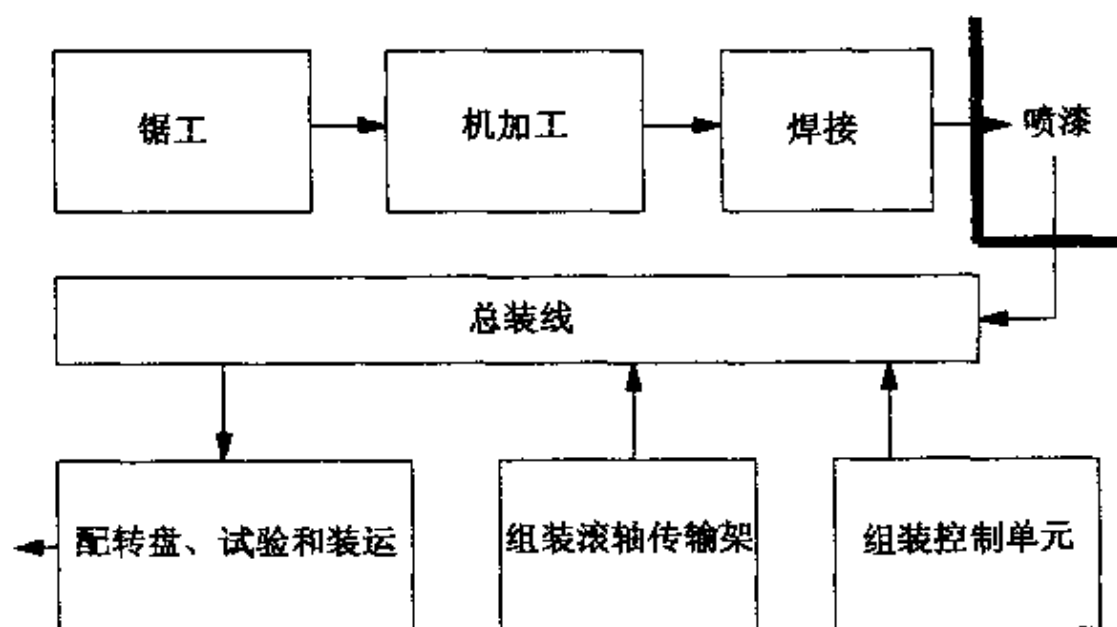 锯工
机加工
焊接
喷漆
总装线
配转盘、试验和装运
组装滚轴传输架
组装控制单元